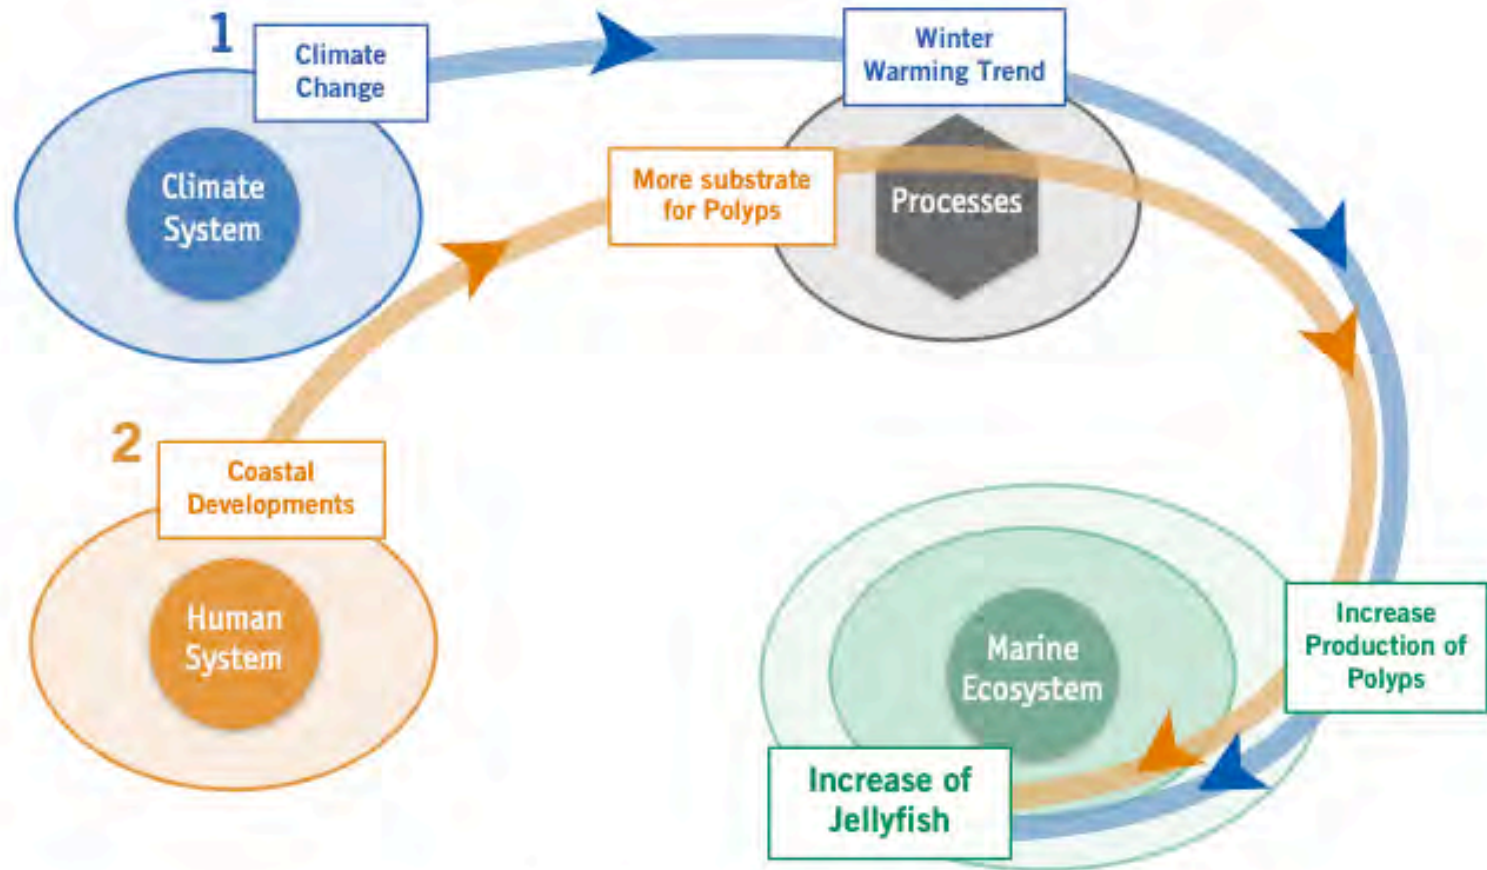 1
Climate
Change
Winter
Warming Trend
Climate
System
More substrate
for Polyps
Processes
2
Coastal
Developments
Human
System
Marine
Ecosystem
Increase
Production of
Polyps
Increase of
Jellyfish